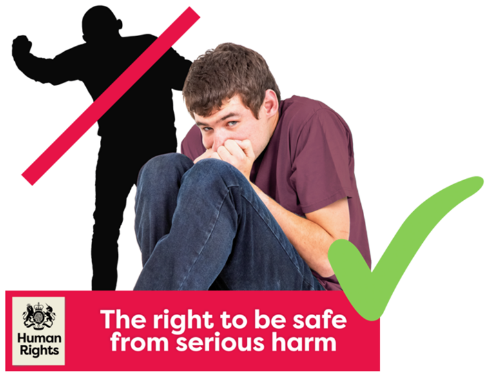 The right to be safe
from serious harm
Human
Rights